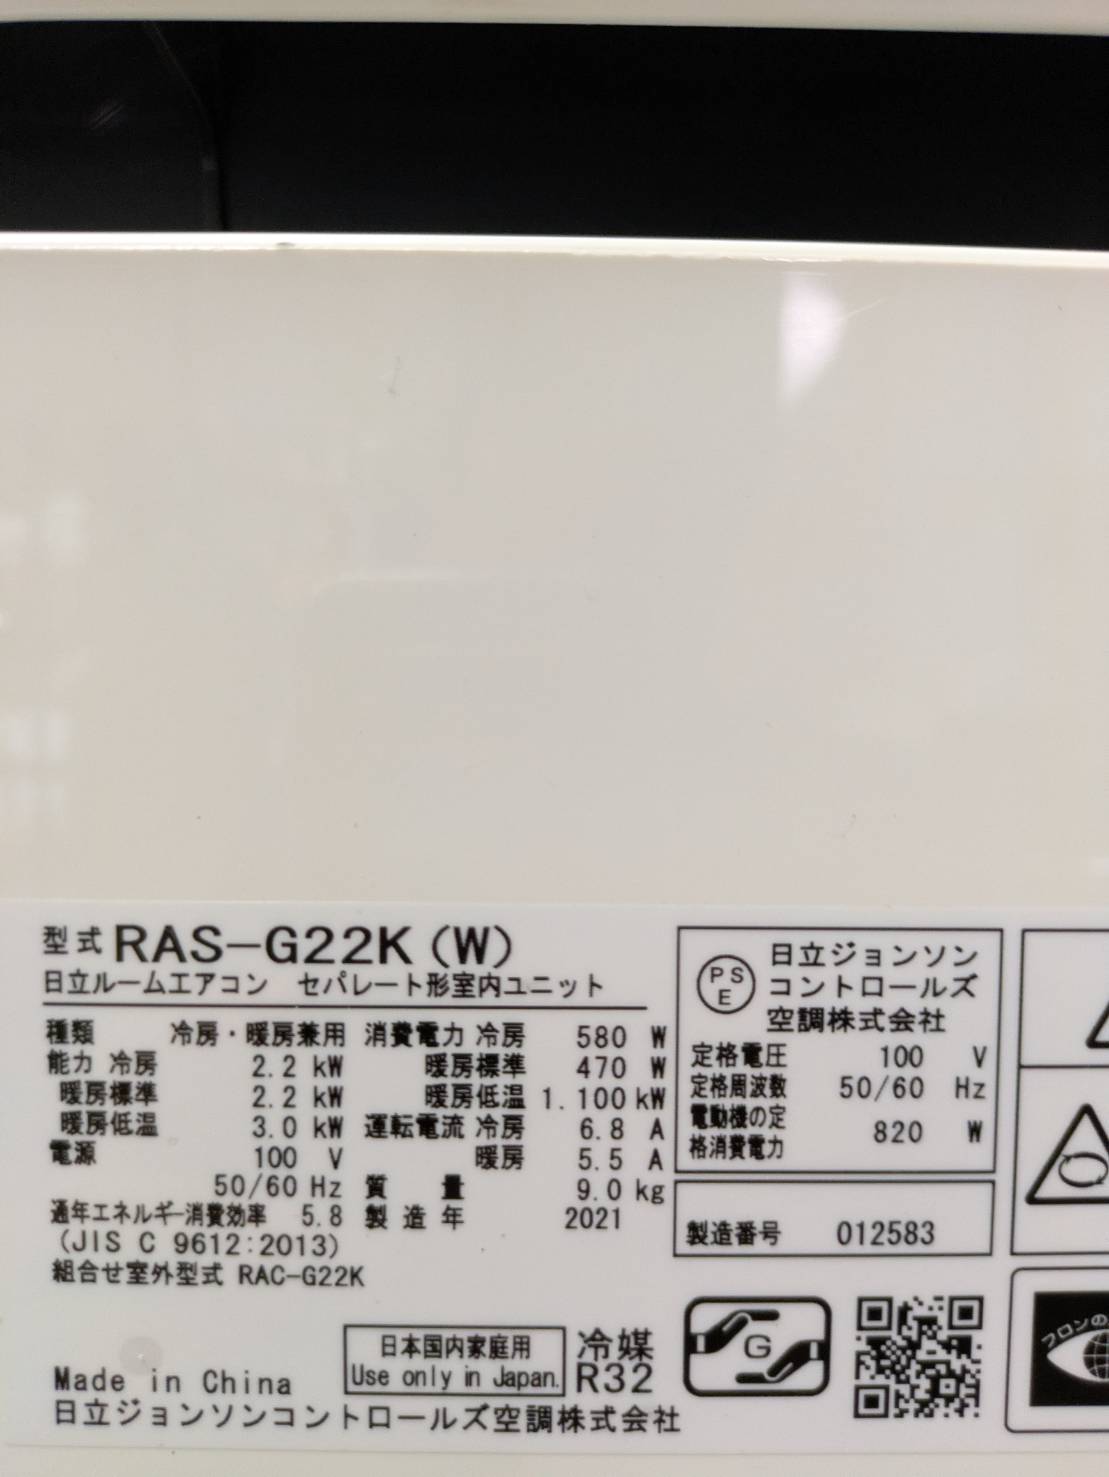 型式 RAS-G22K(W)
日立ルームエアコン セパレート形室内ユニット
種類 冷房・暖房兼用
能力 冷房 2.2 kW
暖房標準 2.2 kW
暖房低温 3.0 kW
電源 100 V
50/60 Hz
通年エネルギー消費効率 5.8
(JIS C 9612:2013)
組合せ室外型式 RAC-G22K
消費電力 冷房 580 W
暖房標準 470 W
暖房低温 1.100 kW
運転電流 冷房 6.8 A
暖房 5.5 A
質量 9.0 kg
製造年 2021
PS
E
日立ジョンソン
コントロールズ
空調株式会社
定格電圧 100 V
定格周波数 50/60 Hz
電動機の定
格消費電力 820 W
製造番号 012583
Made in China
日本国内家庭用
Use only in Japan.
冷媒
R32
G
フロンの
日立ジョンソンコントロールズ空調株式会社